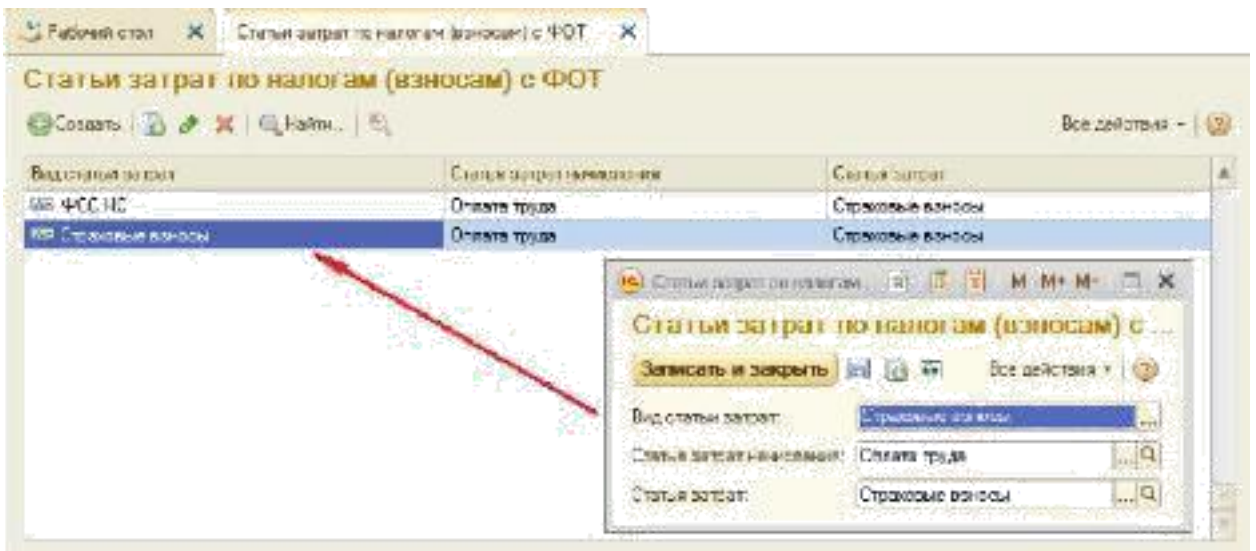 Рабочий стол
Статьи затрат по налогам (взносам) с ФОТ
Статьи затрат по налогам (взносам) с ФОТ
Создать Найти... Все действия
Вид статьи затрат Статья затрат начисления Статья затрат
ФСС НС Оплата труда Страховые взносы
Страховые взносы Оплата труда Страховые взносы
Статьи затрат по налогам M M+ M-
Статьи затрат по налогам (взносам) с ...
Записать и закрыть Все действия
Вид статьи затрат: Страховые взносы
Статья затрат начисления: Оплата труда
Статья затрат: Страховые взносы